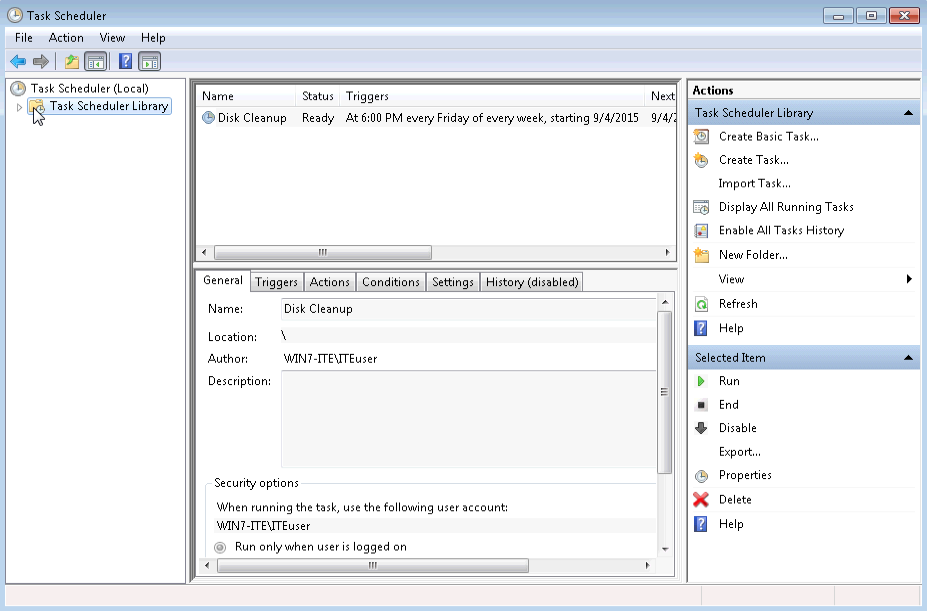 Task Scheduler
File Action View Help
Task Scheduler (Local)
Task Scheduler Library
Name Status Triggers Next
Disk Cleanup Ready At 6:00 PM every Friday of every week, starting 9/4/2015 9/4/2
General Triggers Actions Conditions Settings History (disabled)
Name: Disk Cleanup
Location: \
Author: WIN7-ITE\ITEuser
Description:
Security options
When running the task, use the following user account:
WIN7-ITE\ITEuser
Run only when user is logged on
Actions
Task Scheduler Library
Create Basic Task...
Create Task...
Import Task...
Display All Running Tasks
Enable All Tasks History
New Folder...
View
Refresh
Help
Selected Item
Run
End
Disable
Export...
Properties
Delete
Help